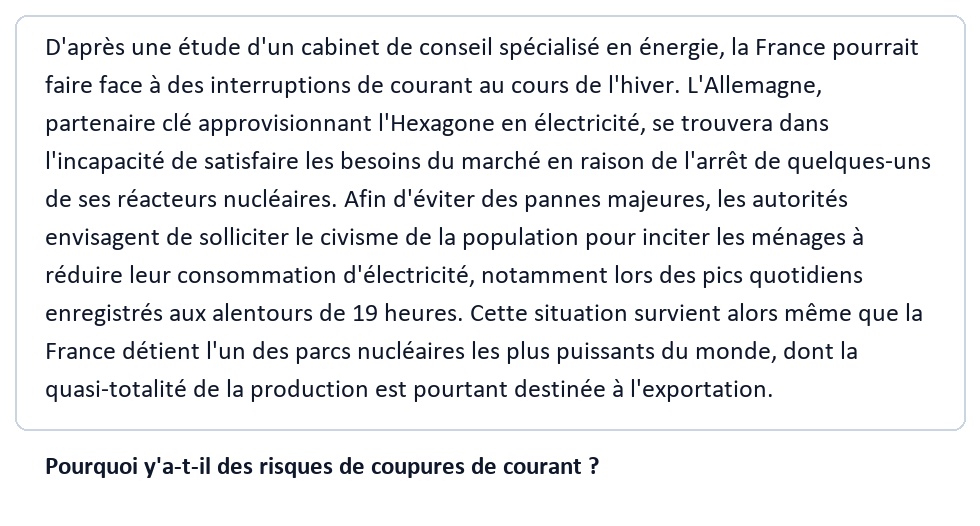 D'après une étude d'un cabinet de conseil spécialisé en énergie, la France pourrait
faire face à des interruptions de courant au cours de l'hiver. L'Allemagne,
partenaire clé approvisionnant l'Hexagone en électricité, se trouvera dans
l'incapacité de satisfaire les besoins du marché en raison de l'arrêt de quelques-uns
de ses réacteurs nucléaires. Afin d'éviter des pannes majeures, les autorités
envisagent de solliciter le civisme de la population pour inciter les ménages à
réduire leur consommation d'électricité, notamment lors des pics quotidiens
enregistrés aux alentours de 19 heures. Cette situation survient alors même que la
France détient l'un des parcs nucléaires les plus puissants du monde, dont la
quasi-totalité de la production est pourtant destinée à l'exportation.
Pourquoi y'a-t-il des risques de coupures de courant ?